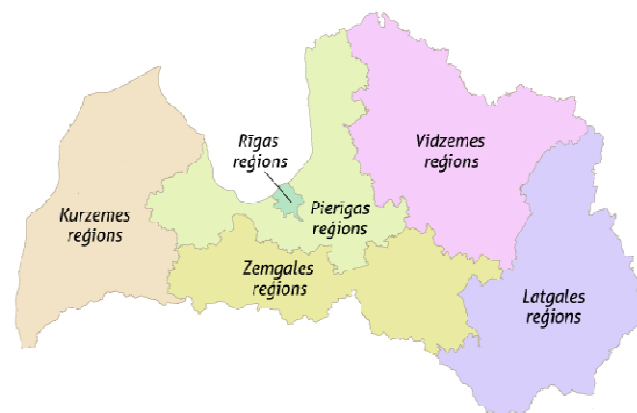 Rīgas
reģions
Vidzemes
reģions
Kurzemes
reģions
Pierīgas
reģions
Zemgales
reģions
Latgales
reģions